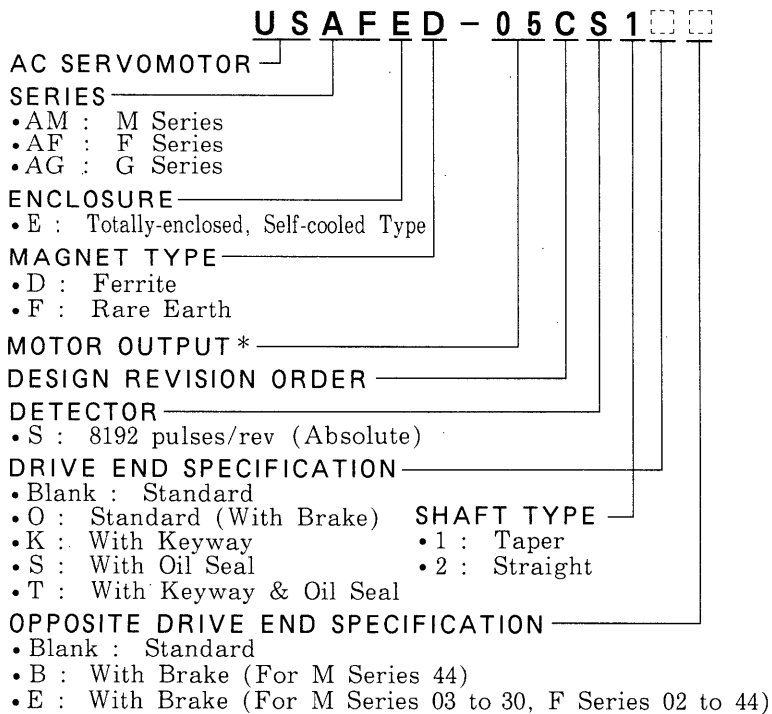 USAFED-05CS1
AC SERVOMOTOR
SERIES
•AM : M Series
•AF : F Series
•AG : G Series
ENCLOSURE
•E : Totally-enclosed, Self-cooled Type
MAGNET TYPE
•D : Ferrite
•F : Rare Earth
MOTOR OUTPUT*
DESIGN REVISION ORDER
DETECTOR
•S : 8192 pulses/rev (Absolute)
DRIVE END SPECIFICATION
•Blank : Standard
•O : Standard (With Brake)
•K : With Keyway
•S : With Oil Seal
•T : With Keyway & Oil Seal
SHAFT TYPE
•1 : Taper
•2 : Straight
OPPOSITE DRIVE END SPECIFICATION
•Blank : Standard
•B : With Brake (For M Series 44)
•E : With Brake (For M Series 03 to 30, F Series 02 to 44)